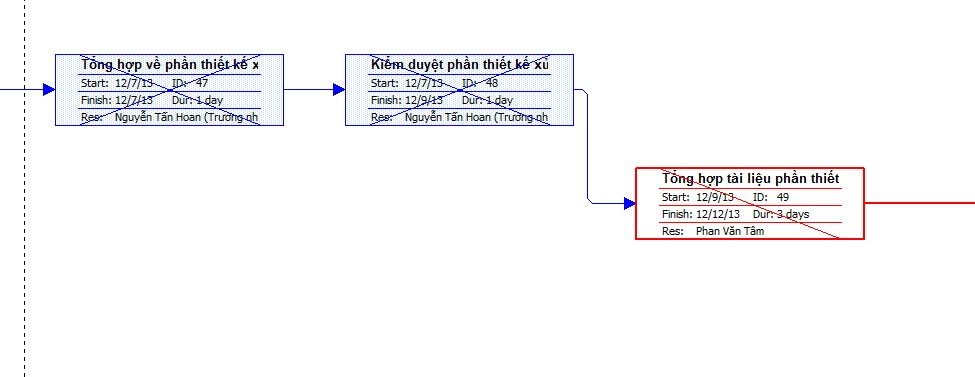 Tổng hợp về phần thiết kế x
Start: 12/7/13 ID: 47
Finish: 12/7/13 Dur: 1 day
Res: Nguyễn Tấn Hoan (Trưởng nh
Kiểm duyệt phần thiết kế xử
Start: 12/7/13 ID: 48
Finish: 12/9/13 Dur: 1 day
Res: Nguyễn Tấn Hoan (Trưởng nh
Tổng hợp tài liệu phần thiết
Start: 12/9/13 ID: 49
Finish: 12/12/13 Dur: 3 days
Res: Phan Văn Tâm